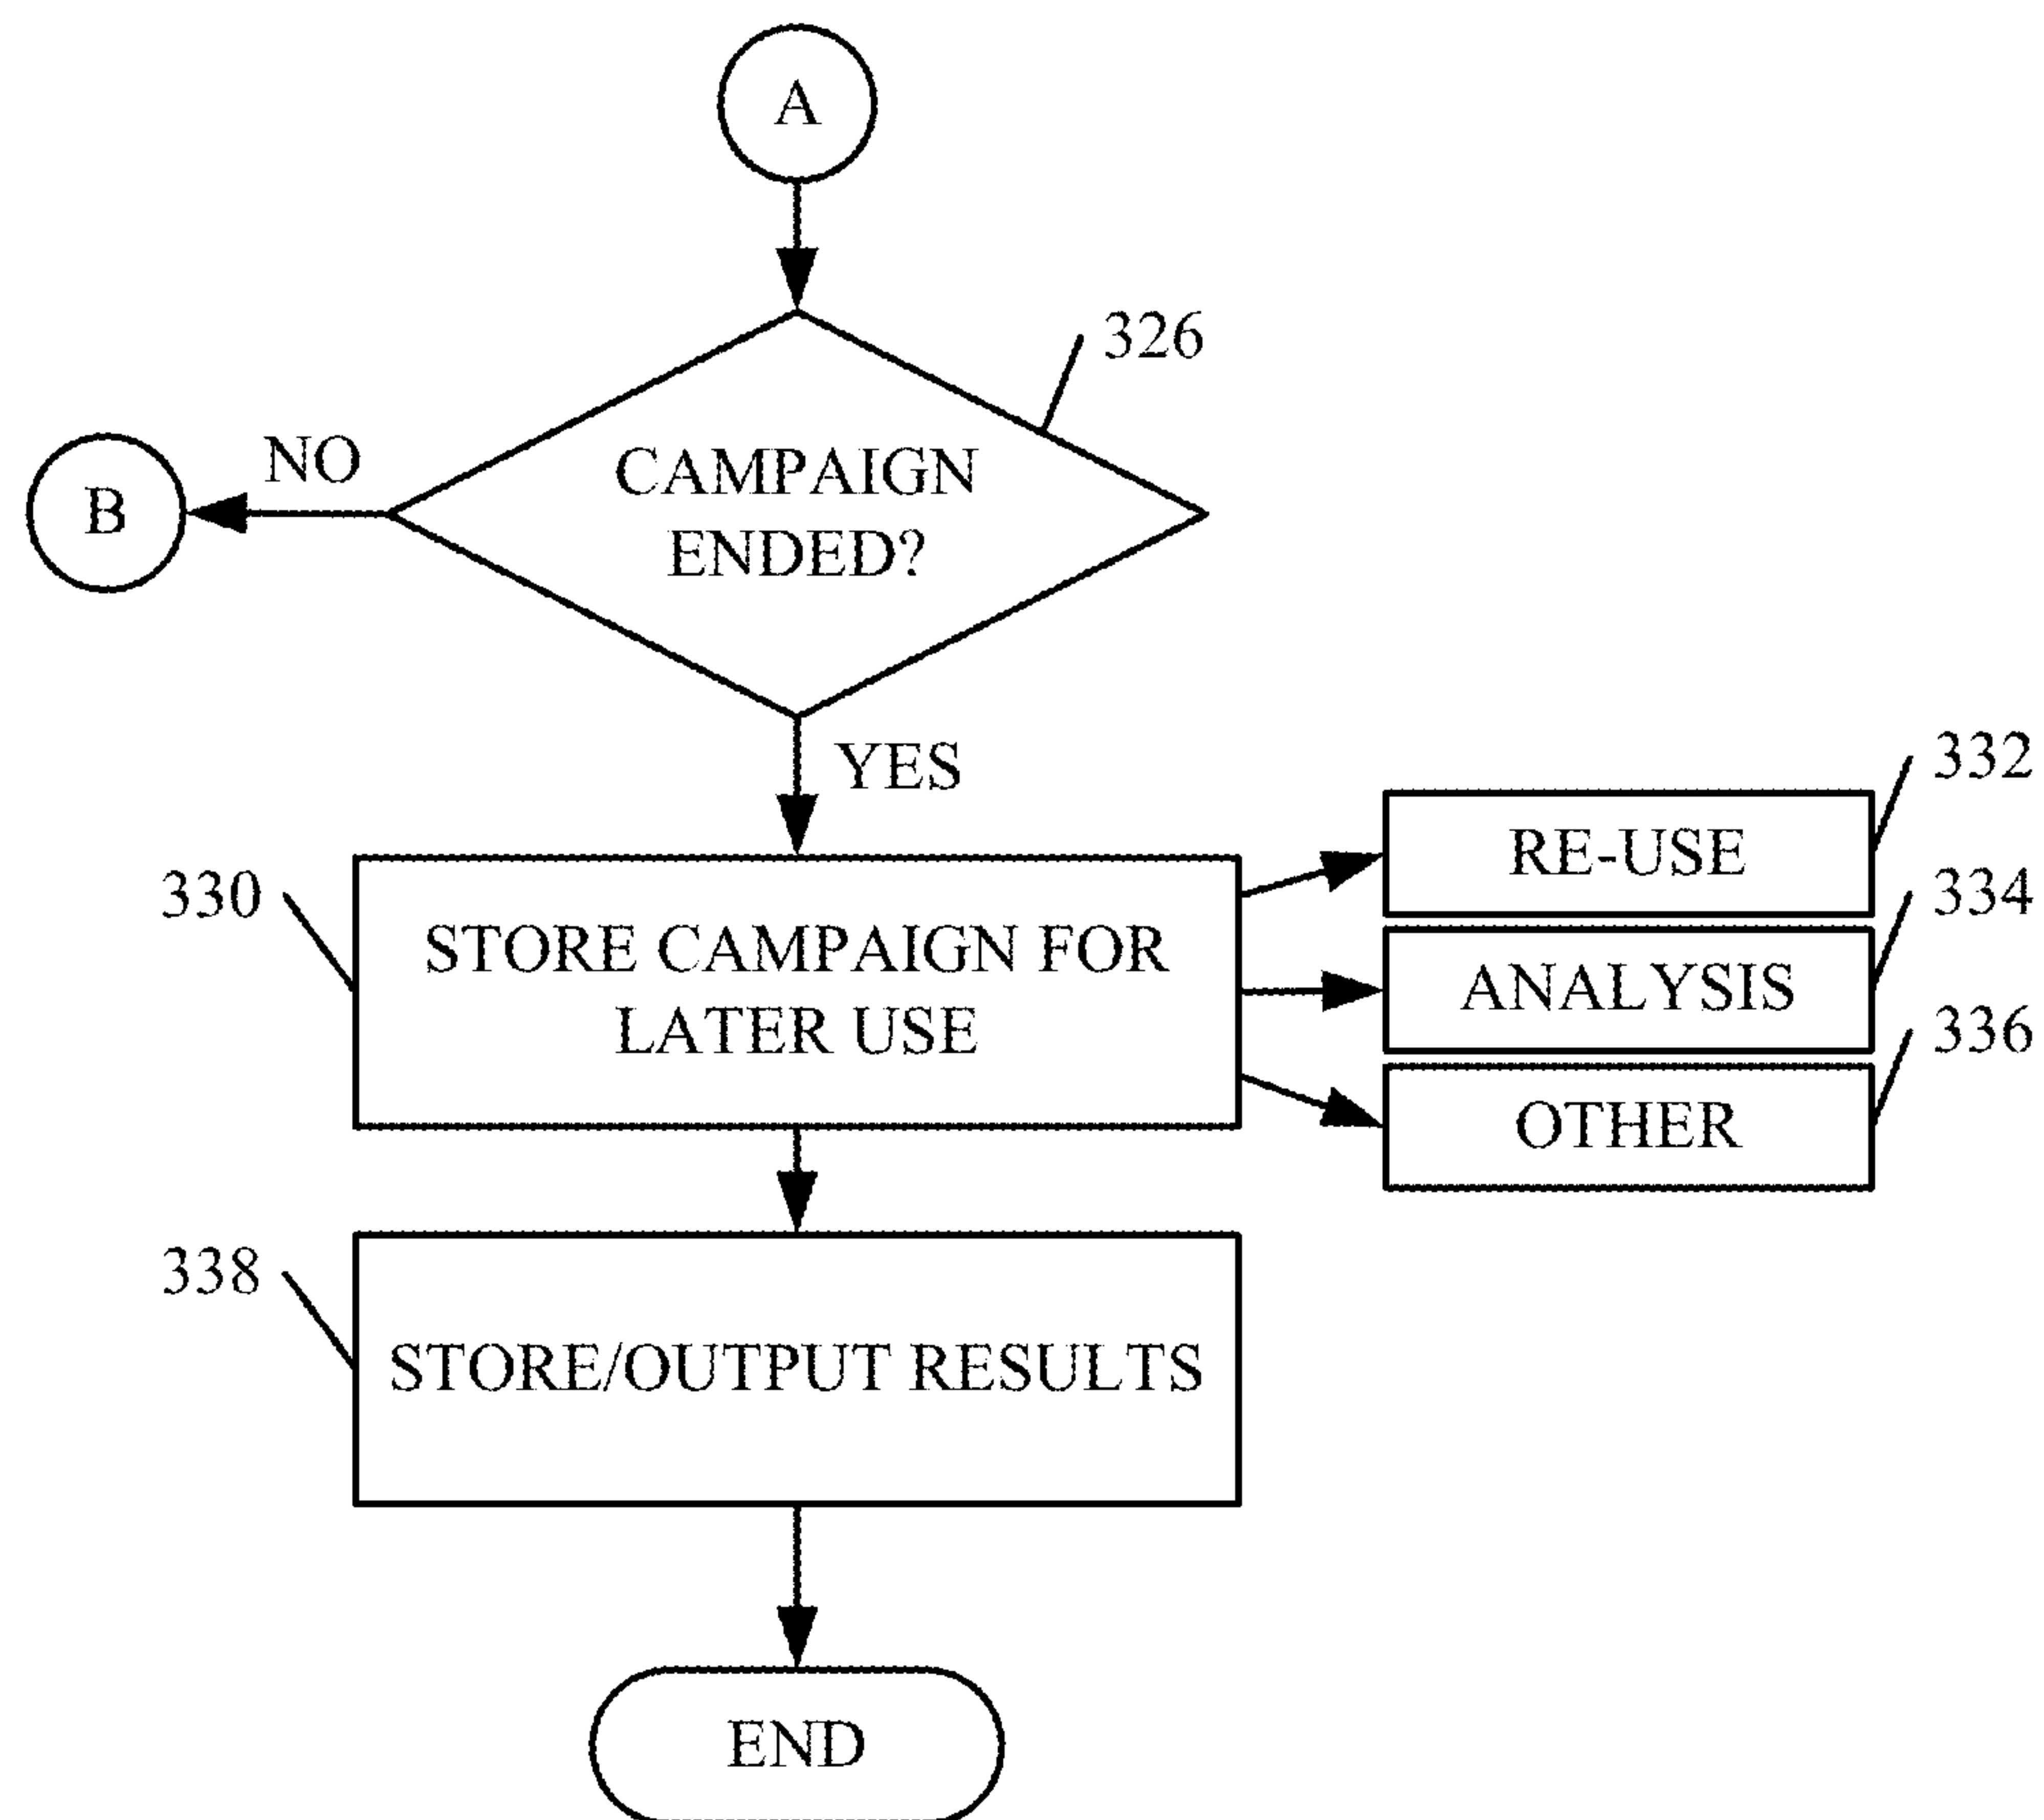 A
326
NO
B
CAMPAIGN
ENDED?
YES
332
RE-USE
330
334
STORE CAMPAIGN FOR
LATER USE
ANALYSIS
336
OTHER
338
STORE/OUTPUT RESULTS
END